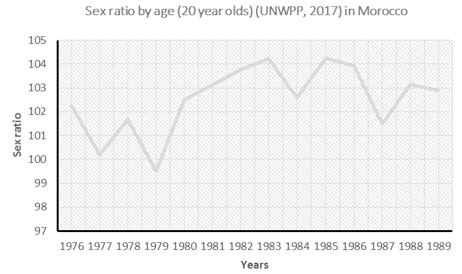 Sex ratio by age (20 year olds) (UNWPP, 2017) in Morocco
105
104
103
102
101
100
99
98
97
Sex ratio
1976 1977 1978 1979 1980 1981 1982 1983 1984 1985 1986 1987 1988 1989
Years